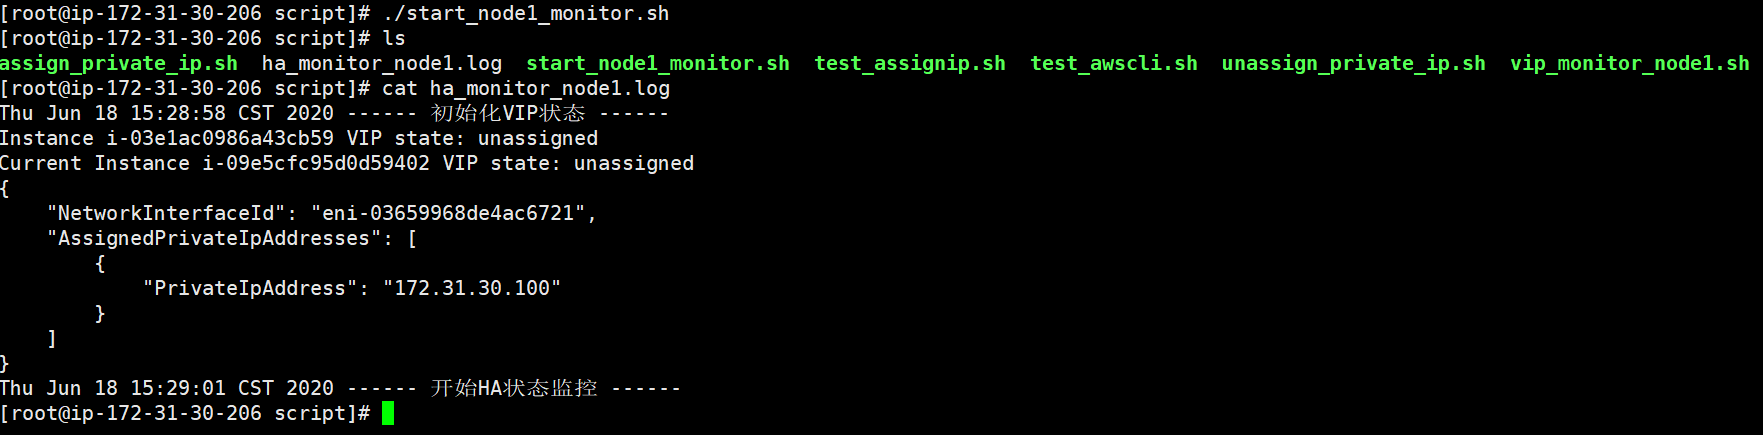 [root@ip-172-31-30-206 script]# ./start_node1_monitor.sh
[root@ip-172-31-30-206 script]# ls
assign_private_ip.sh  ha_monitor_node1.log  start_node1_monitor.sh  test_assignip.sh  test_awscli.sh  unassign_private_ip.sh  vip_monitor_node1.sh
[root@ip-172-31-30-206 script]# cat ha_monitor_node1.log
Thu Jun 18 15:28:58 CST 2020 ------ 初始化VIP状态 ------
Instance i-03e1ac0986a43cb59 VIP state: unassigned
Current Instance i-09e5cfc95d0d59402 VIP state: unassigned
{
    "NetworkInterfaceId": "eni-03659968de4ac6721",
    "AssignedPrivateIpAddresses": [
        {
            "PrivateIpAddress": "172.31.30.100"
        }
    ]
}
Thu Jun 18 15:29:01 CST 2020 ------ 开始HA状态监控 ------
[root@ip-172-31-30-206 script]#